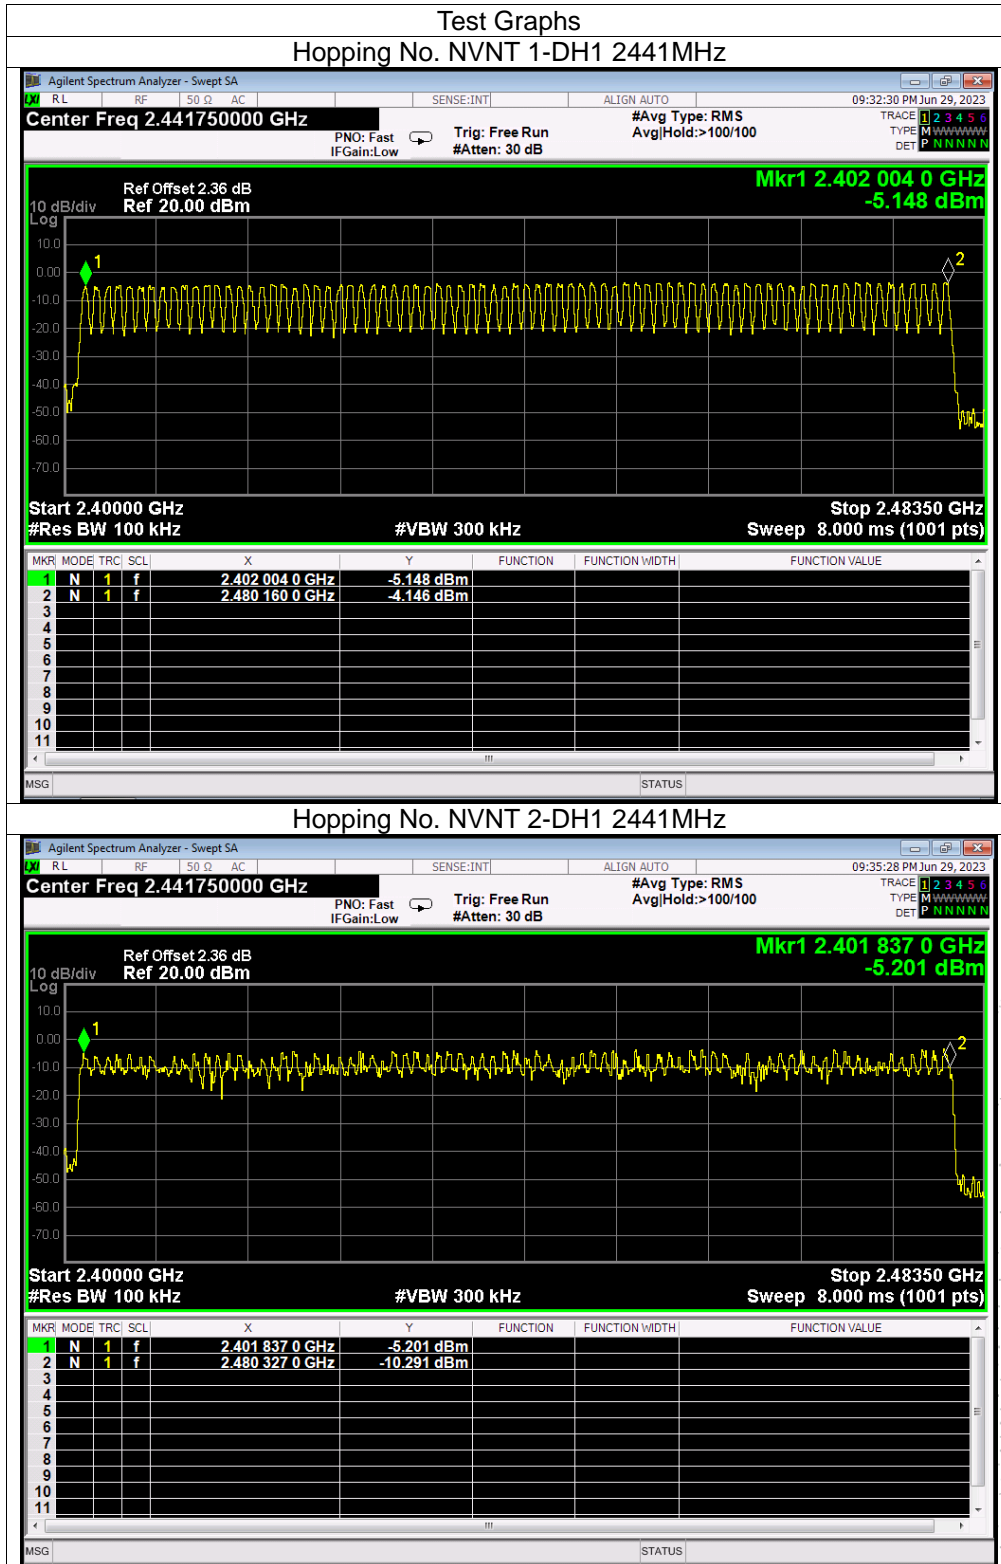 Test Graphs
Hopping No. NVNT 1-DH1 2441MHz
Agilent Spectrum Analyzer - Swept SA
LXI RL RF 50 Ω AC SENSE:INT ALIGN AUTO 09:32:30 PM Jun 29, 2023
Center Freq 2.441750000 GHz #Avg Type: RMS TRACE 1 2 3 4 5 6
PNO: Fast Trig: Free Run Avg|Hold:>100/100 TYPE M WWWWW
IFGain:Low #Atten: 30 dB DET P N N N N N
Mkr1 2.402 004 0 GHz
Ref Offset 2.36 dB
10 dB/div Ref 20.00 dBm -5.148 dBm
Log
10.0
1 2
0.00
-10.0
-20.0
-30.0
-40.0
-50.0
-60.0
-70.0
Start 2.40000 GHz Stop 2.48350 GHz
#Res BW 100 kHz #VBW 300 kHz Sweep 8.000 ms (1001 pts)
MKR MODE TRC SCL X Y FUNCTION FUNCTION WIDTH FUNCTION VALUE
1 N 1 f 2.402 004 0 GHz -5.148 dBm
2 N 1 f 2.480 160 0 GHz -4.146 dBm
3
4
5
6
7
8
9
10
11
MSG STATUS
Hopping No. NVNT 2-DH1 2441MHz
Agilent Spectrum Analyzer - Swept SA
LXI RL RF 50 Ω AC SENSE:INT ALIGN AUTO 09:35:28 PM Jun 29, 2023
Center Freq 2.441750000 GHz #Avg Type: RMS TRACE 1 2 3 4 5 6
PNO: Fast Trig: Free Run Avg|Hold:>100/100 TYPE M WWWWW
IFGain:Low #Atten: 30 dB DET P N N N N N
Mkr1 2.401 837 0 GHz
Ref Offset 2.36 dB
10 dB/div Ref 20.00 dBm -5.201 dBm
Log
10.0
1
0.00 2
-10.0
-20.0
-30.0
-40.0
-50.0
-60.0
-70.0
Start 2.40000 GHz Stop 2.48350 GHz
#Res BW 100 kHz #VBW 300 kHz Sweep 8.000 ms (1001 pts)
MKR MODE TRC SCL X Y FUNCTION FUNCTION WIDTH FUNCTION VALUE
1 N 1 f 2.401 837 0 GHz -5.201 dBm
2 N 1 f 2.480 327 0 GHz -10.291 dBm
3
4
5
6
7
8
9
10
11
MSG STATUS